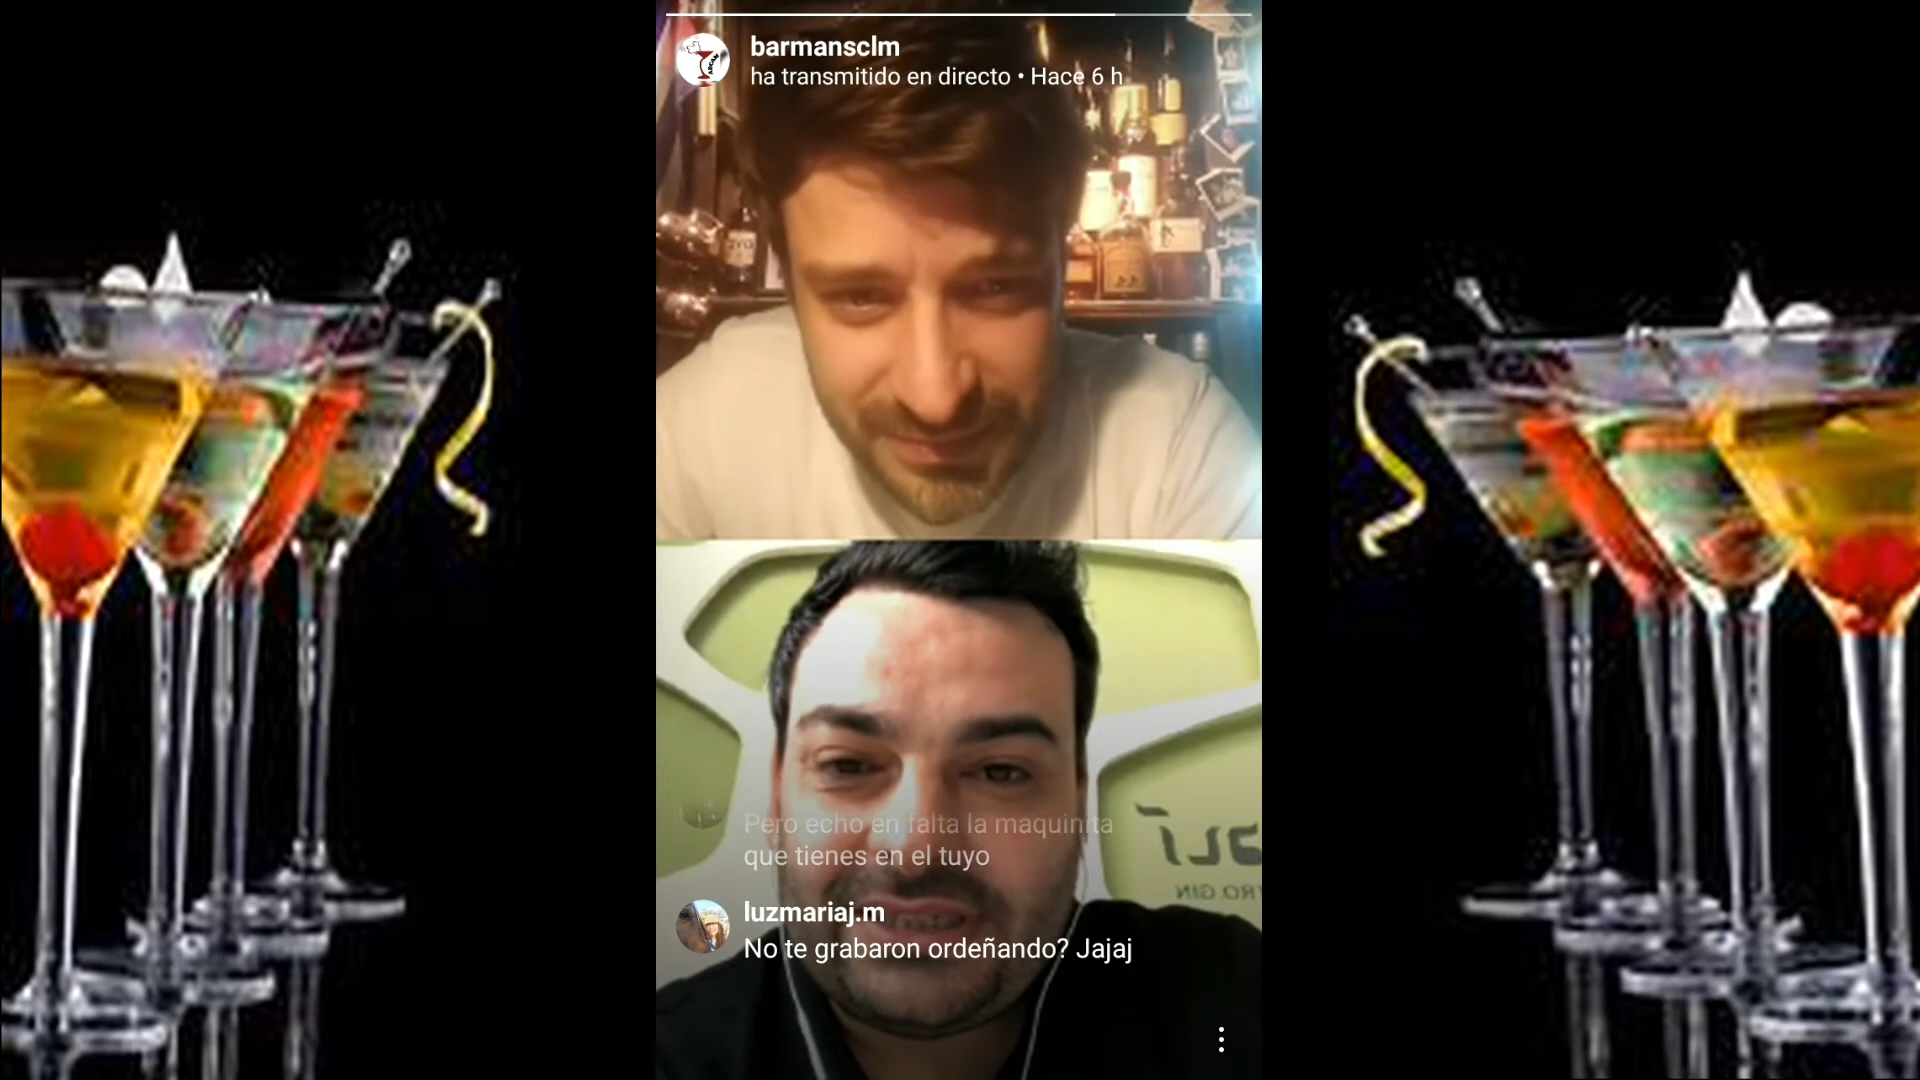 barmansclm
ha transmitido en directo • Hace 6 h
Pero echo en falta la maquinita
que tienes en el tuyo
luzmariaj.m
No te grabaron ordeñando? Jajaj